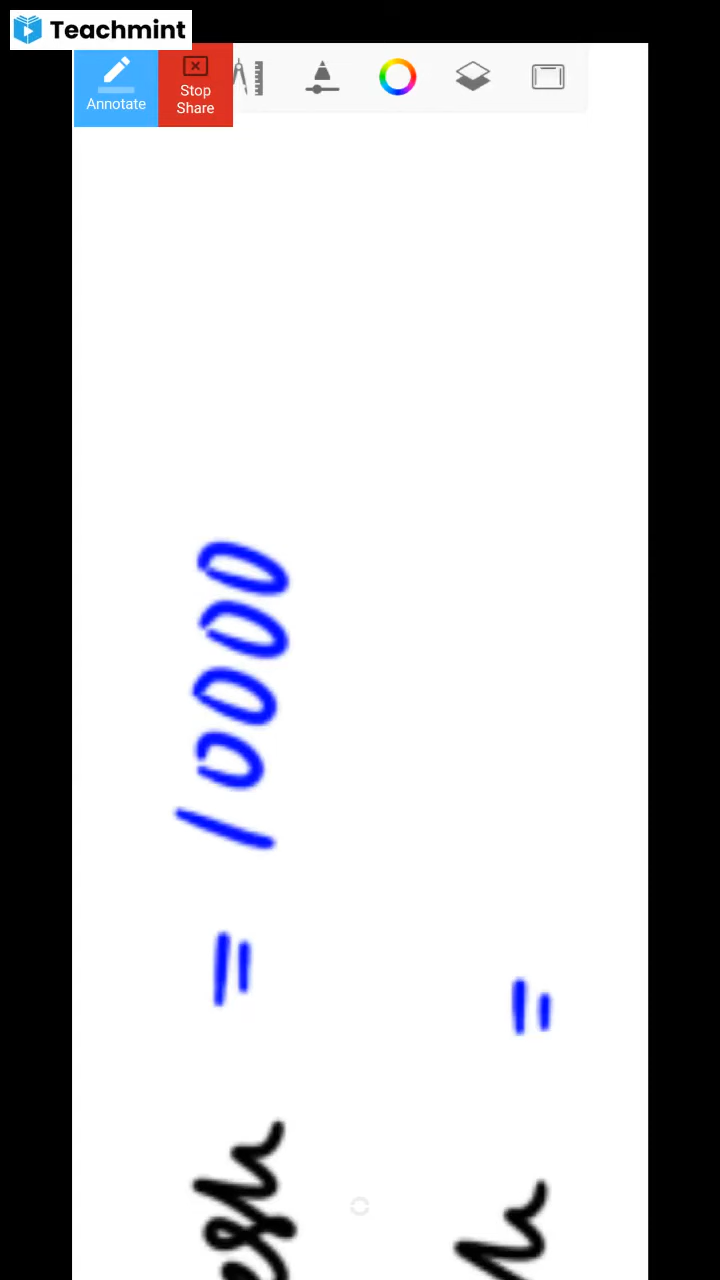 Teachmint
Annotate
Stop
Share
= 10000
=